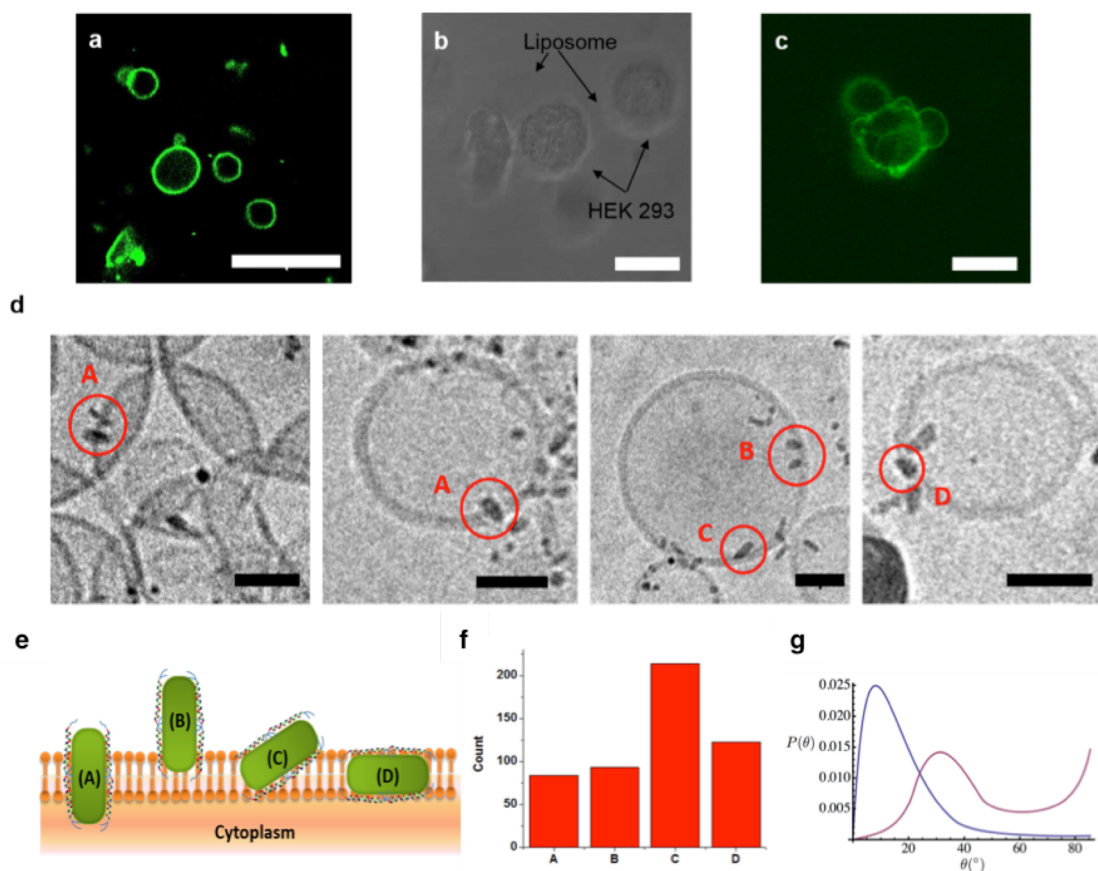 a
b
Liposome
HEK 293
c
d
A
A
B
C
D
e
(A)
(B)
(C)
(D)
Cytoplasm
f
200
150
100
50
0
Count
A B C D
g
0.025
0.020
0.015
P(θ)
0.010
0.005
20 40 60 80
θ(°)